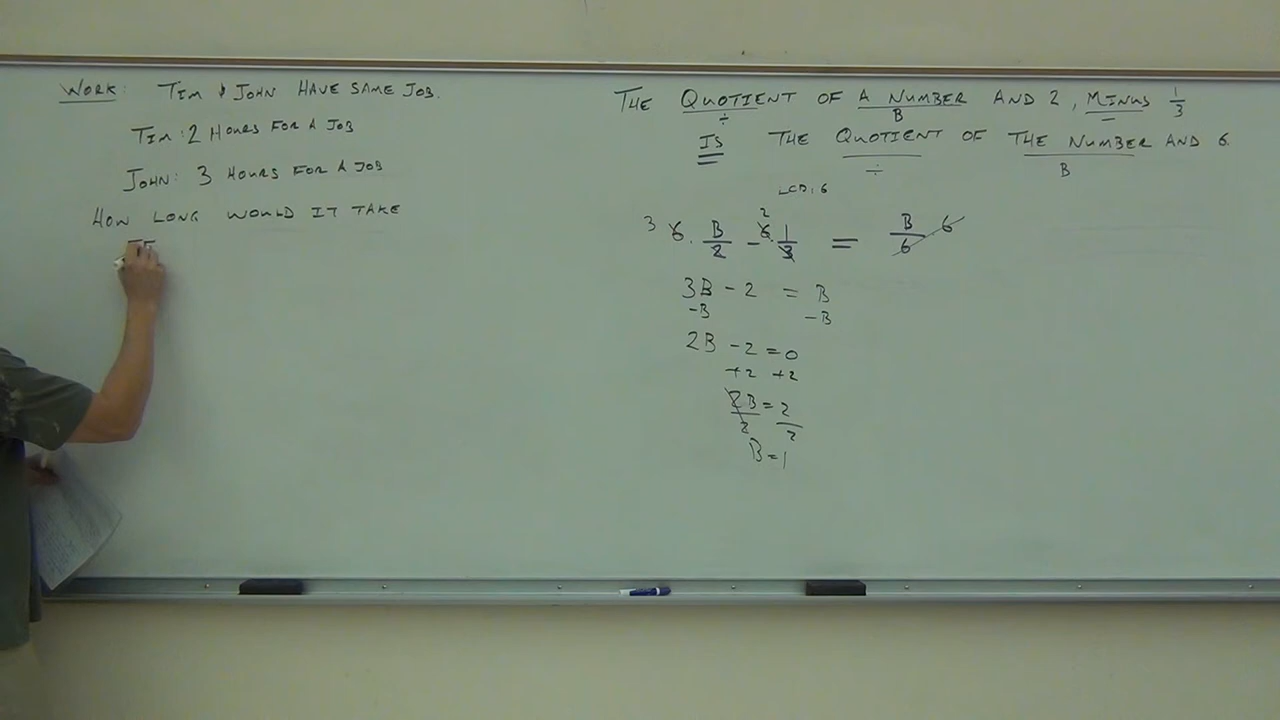 WORK: TIM & JOHN HAVE SAME JOB.
TIM: 2 HOURS FOR A JOB
JOHN: 3 HOURS FOR A JOB
HOW LONG WOULD IT TAKE
IF
THE QUOTIENT OF A NUMBER AND 2, MINUS 1/3
÷ B −
IS THE QUOTIENT OF THE NUMBER AND 6.
÷ B
LCD: 6
3 2
6 · B/2 − 6 · 1/3 = B/6 · 6
3B − 2 = B
−B −B
2B − 2 = 0
+2 +2
2B/2 = 2/2
B = 1